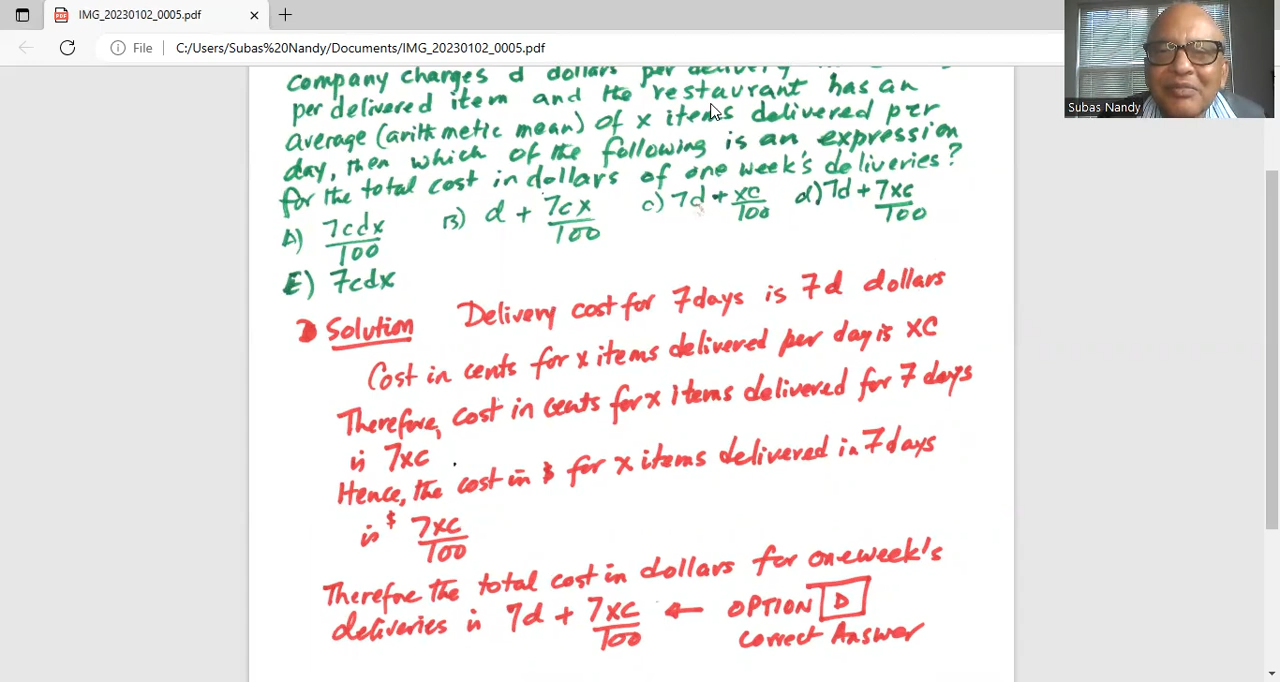 IMG_20230102_0005.pdf
File C:/Users/Subas%20Nandy/Documents/IMG_20230102_0005.pdf
Subas Nandy
company charges d dollars per delivery
per delivered item and the restaurant has an
average (arithmetic mean) of x items delivered per
day, then which of the following is an expression
for the total cost in dollars of one week's deliveries?
A) 7cdx/100 B) d + 7cx/100 c) 7d + xc/100 d) 7d + 7xc/100
E) 7cdx
Solution Delivery cost for 7 days is 7d dollars
Cost in cents for x items delivered per day is xc
Therefore, cost in cents for x items delivered for 7 days
is 7xc
Hence, the cost in $ for x items delivered in 7 days
is $ 7xc/100
Therefore the total cost in dollars for one week's
deliveries is 7d + 7xc/100 ← OPTION D
Correct Answer